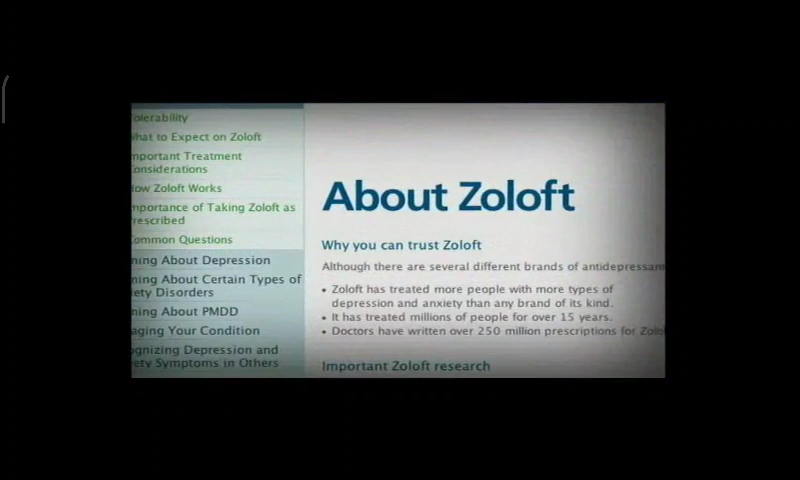 olerability
hat to Expect on Zoloft
mportant Treatment
onsiderations
ow Zoloft Works
mportance of Taking Zoloft as
rescribed
ommon Questions
ning About Depression
ning About Certain Types of
ety Disorders
ning About PMDD
aging Your Condition
ognizing Depression and
ety Symptoms in Others
About Zoloft
Why you can trust Zoloft
Although there are several different brands of antidepressan
• Zoloft has treated more people with more types of
depression and anxiety than any brand of its kind.
• It has treated millions of people for over 15 years.
• Doctors have written over 250 million prescriptions for Zolo
Important Zoloft research